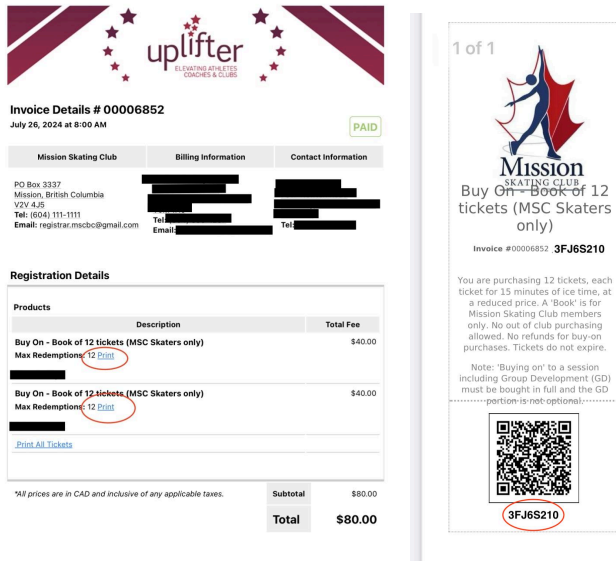 uplifter
ELEVATING ATHLETES
COACHES & CLUBS
Invoice Details # 00006852
July 26, 2024 at 8:00 AM
PAID
Mission Skating Club Billing Information Contact Information
PO Box 3337
Mission, British Columbia
V2V 4J5
Tel: (604) 111-1111
Email: registrar.mscbc@gmail.com
Tel:
Email:
Tel:
Registration Details
Products
Description Total Fee
Buy On - Book of 12 tickets (MSC Skaters only) $40.00
Max Redemptions: 12 Print
Buy On - Book of 12 tickets (MSC Skaters only) $40.00
Max Redemptions: 12 Print
Print All Tickets
*All prices are in CAD and inclusive of any applicable taxes.
Subtotal $80.00
Total $80.00
1 of 1
Mission
SKATING CLUB
Buy On - Book of 12
tickets (MSC Skaters
only)
Invoice #00006852 3FJ6S210
You are purchasing 12 tickets, each
ticket for 15 minutes of ice time, at
a reduced price. A 'Book' is for
Mission Skating Club members
only. No out of club purchasing
allowed. No refunds for buy-on
purchases. Tickets do not expire.
Note: 'Buying on' to a session
including Group Development (GD)
must be bought in full and the GD
portion is not optional.
3FJ6S210